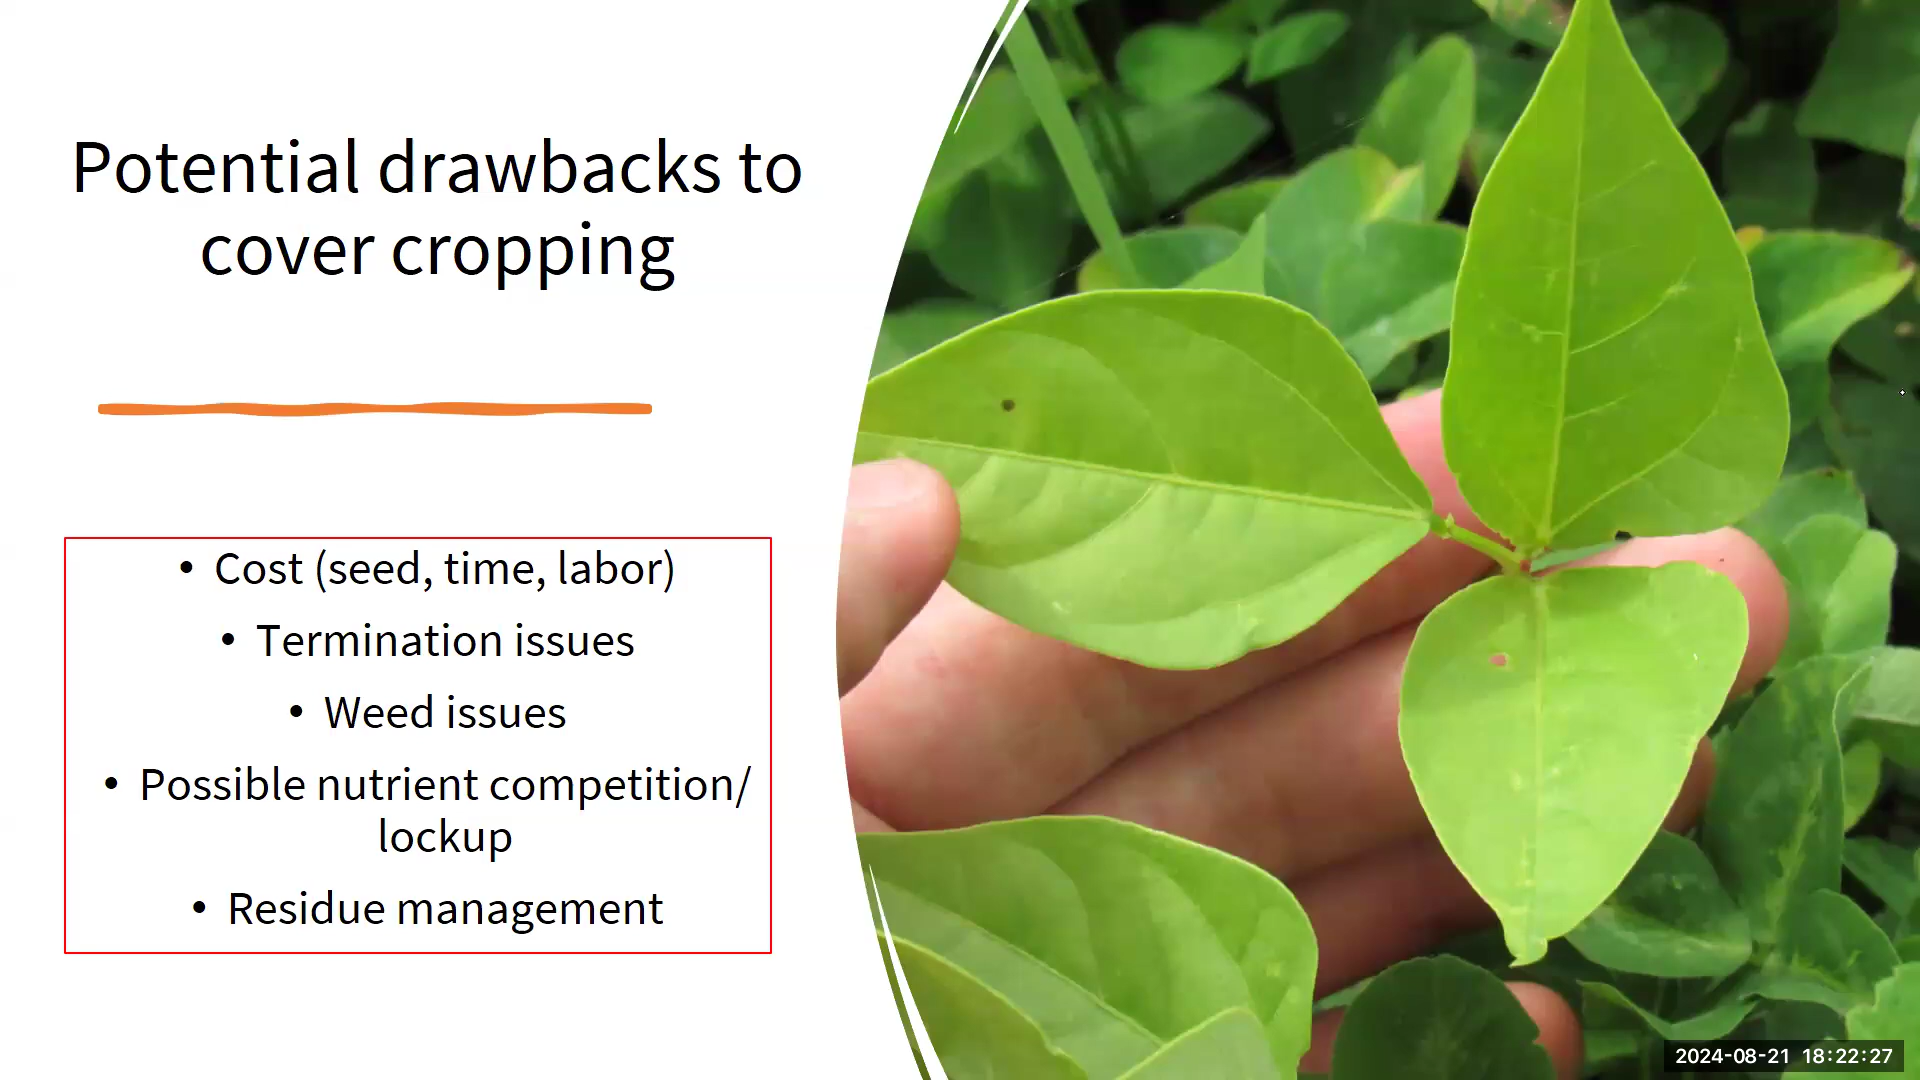 Potential drawbacks to
cover cropping
• Cost (seed, time, labor)
• Termination issues
• Weed issues
• Possible nutrient competition/
lockup
• Residue management
2024-08-21 18:22:27